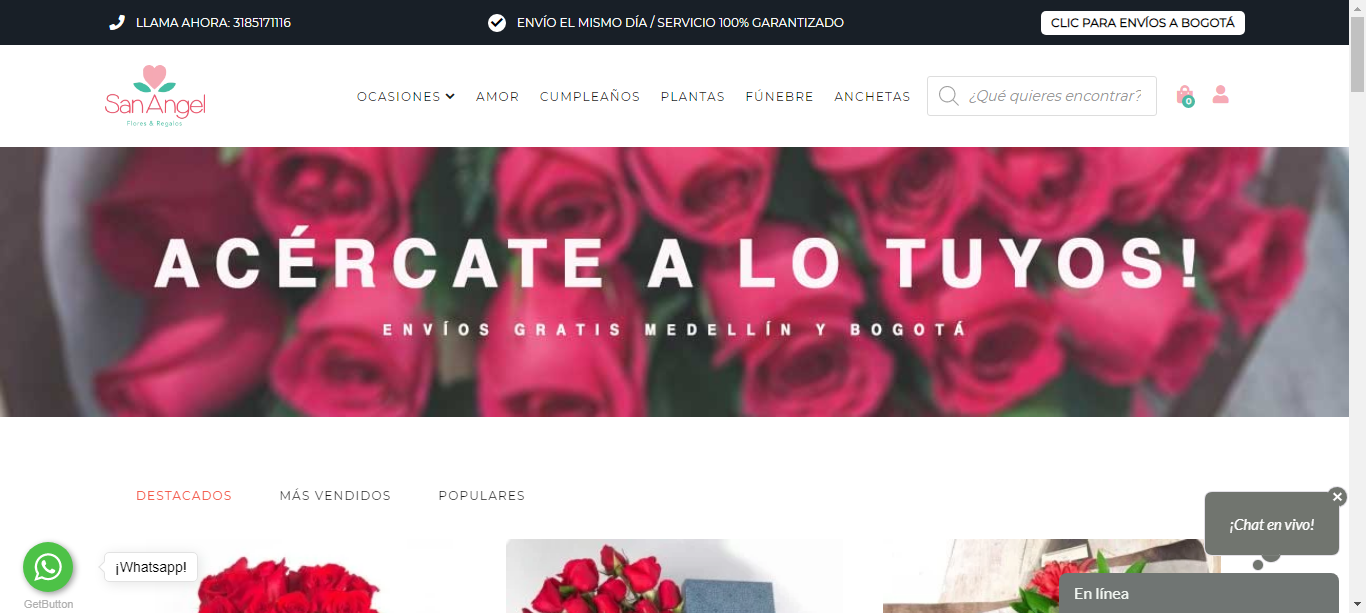 LLAMA AHORA: 3185171116
ENVÍO EL MISMO DÍA / SERVICIO 100% GARANTIZADO
CLIC PARA ENVÍOS A BOGOTÁ
SanAngel
Flores & Regalos
OCASIONES
AMOR
CUMPLEAÑOS
PLANTAS
FÚNEBRE
ANCHETAS
¿Qué quieres encontrar?
0
ACÉRCATE A LO TUYOS!
ENVÍOS GRATIS MEDELLÍN Y BOGOTÁ
DESTACADOS
MÁS VENDIDOS
POPULARES
¡Chat en vivo!
¡Whatsapp!
En línea
GetButton